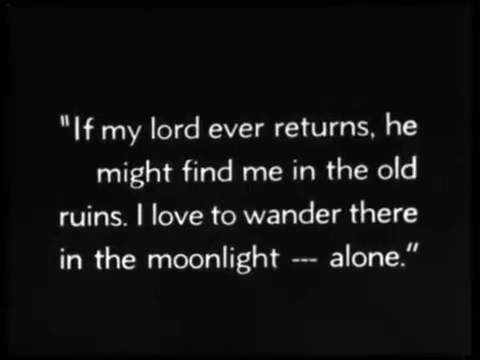 "If my lord ever returns, he
might find me in the old
ruins. I love to wander there
in the moonlight --- alone."